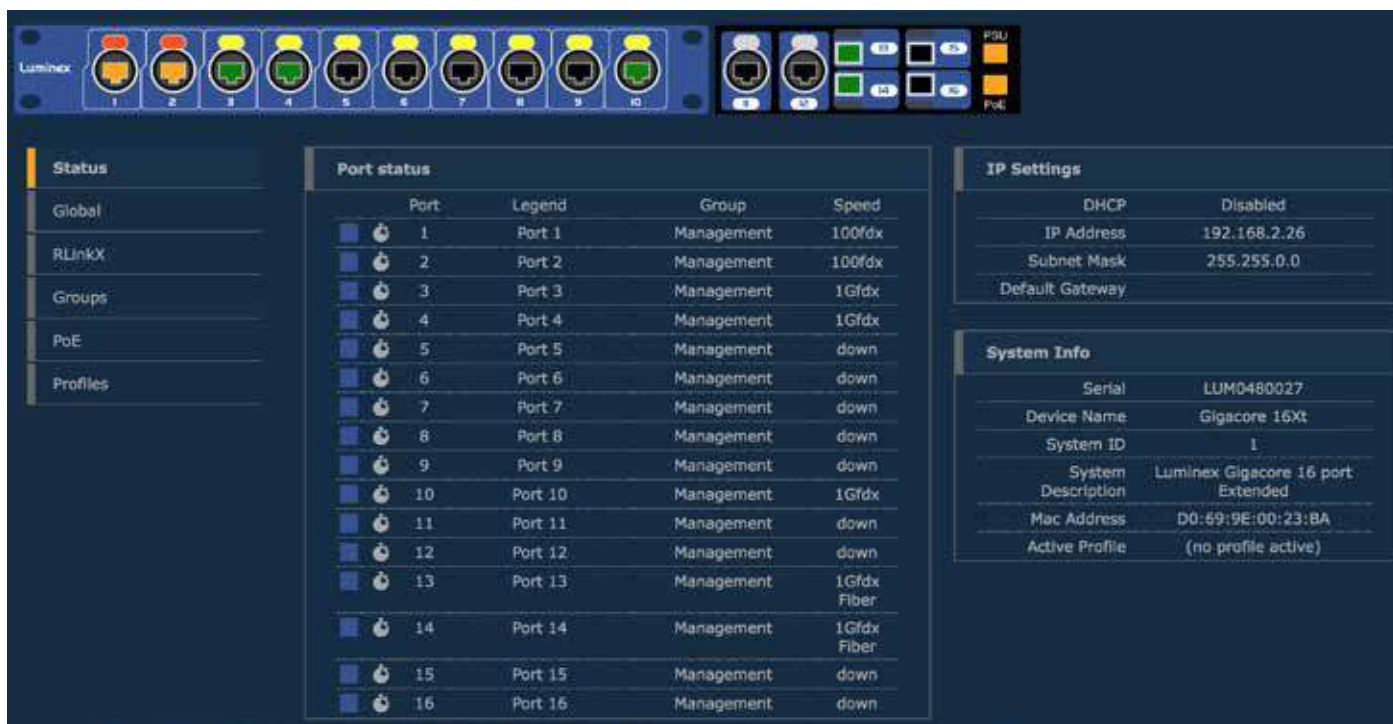 Luminex
1 2 3 4 5 6 7 8 9 10 11 12 13 14 15 16
PSU
PoE
Status
Global
RLinkX
Groups
PoE
Profiles
Port status
Port Legend Group Speed
1 Port 1 Management 100fdx
2 Port 2 Management 100fdx
3 Port 3 Management 1Gfdx
4 Port 4 Management 1Gfdx
5 Port 5 Management down
6 Port 6 Management down
7 Port 7 Management down
8 Port 8 Management down
9 Port 9 Management down
10 Port 10 Management 1Gfdx
11 Port 11 Management down
12 Port 12 Management down
13 Port 13 Management 1Gfdx
Fiber
14 Port 14 Management 1Gfdx
Fiber
15 Port 15 Management down
16 Port 16 Management down
IP Settings
DHCP Disabled
IP Address 192.168.2.26
Subnet Mask 255.255.0.0
Default Gateway
System Info
Serial LUM0480027
Device Name Gigacore 16Xt
System ID 1
System Luminex Gigacore 16 port
Description Extended
Mac Address D0:69:9E:00:23:BA
Active Profile (no profile active)